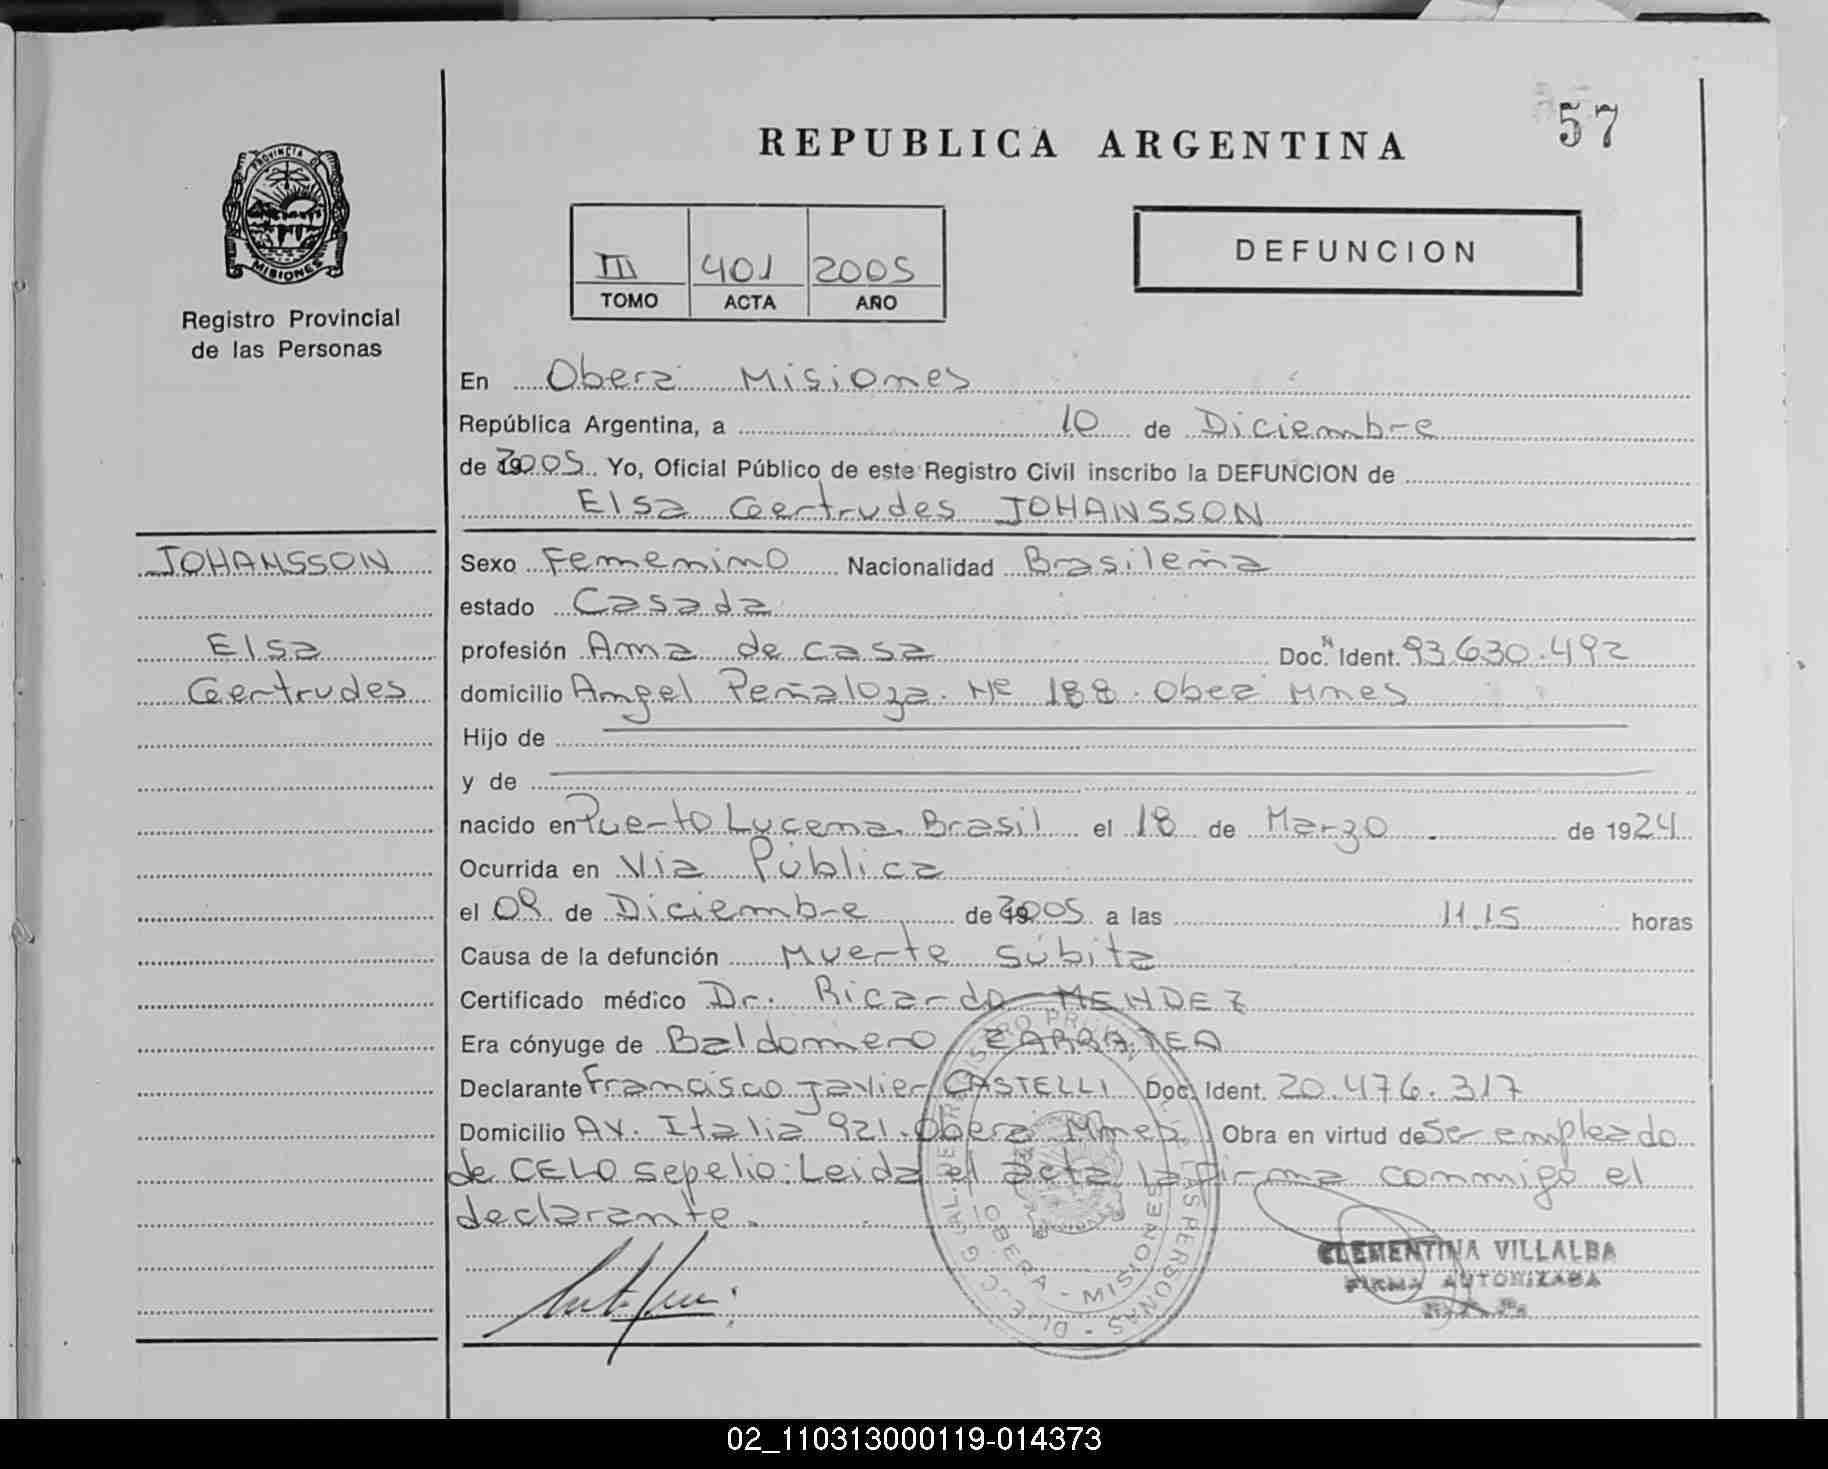 57
REPUBLICA ARGENTINA
PROVINCIA DE
MISIONES
Registro Provincial
de las Personas
III 401 2005
TOMO ACTA AÑO
DEFUNCION
En Oberá Misiones
República Argentina, a 10 de Diciembre
de 2005 Yo, Oficial Público de este Registro Civil inscribo la DEFUNCION de
Elsa Gertrudes JOHANSSON
JOHANSSON
Elsa
Gertrudes
Sexo Femenino Nacionalidad Brasileña
estado Casada
profesión Ama de casa Doc. Ident. Nº 93.630.492
domicilio Angel Peñaloza. Nº 188. Obea Mnes
Hijo de
y de
nacido en Puerto Lucena. Brasil el 18 de Marzo de 1924
Ocurrida en Vía Pública
el 09 de Diciembre de 2005 a las 11.15 horas
Causa de la defunción Muerte Súbita
Certificado médico Dr. Ricardo MENDEZ
Era cónyuge de Baldomero ZARRATEA
Declarante Francisco Javier CASTELLI Doc. Ident. 20.476.317
Domicilio Av. Italia 921. Oberá Mnes. Obra en virtud de Ser empleado
de CELO sepelio: Leida el acta la firma conmigo el
declarante.
OBERA - MISIONES
CLEMENTINA VILLALBA
FIRMA AUTORIZADA
02_110313000119-014373